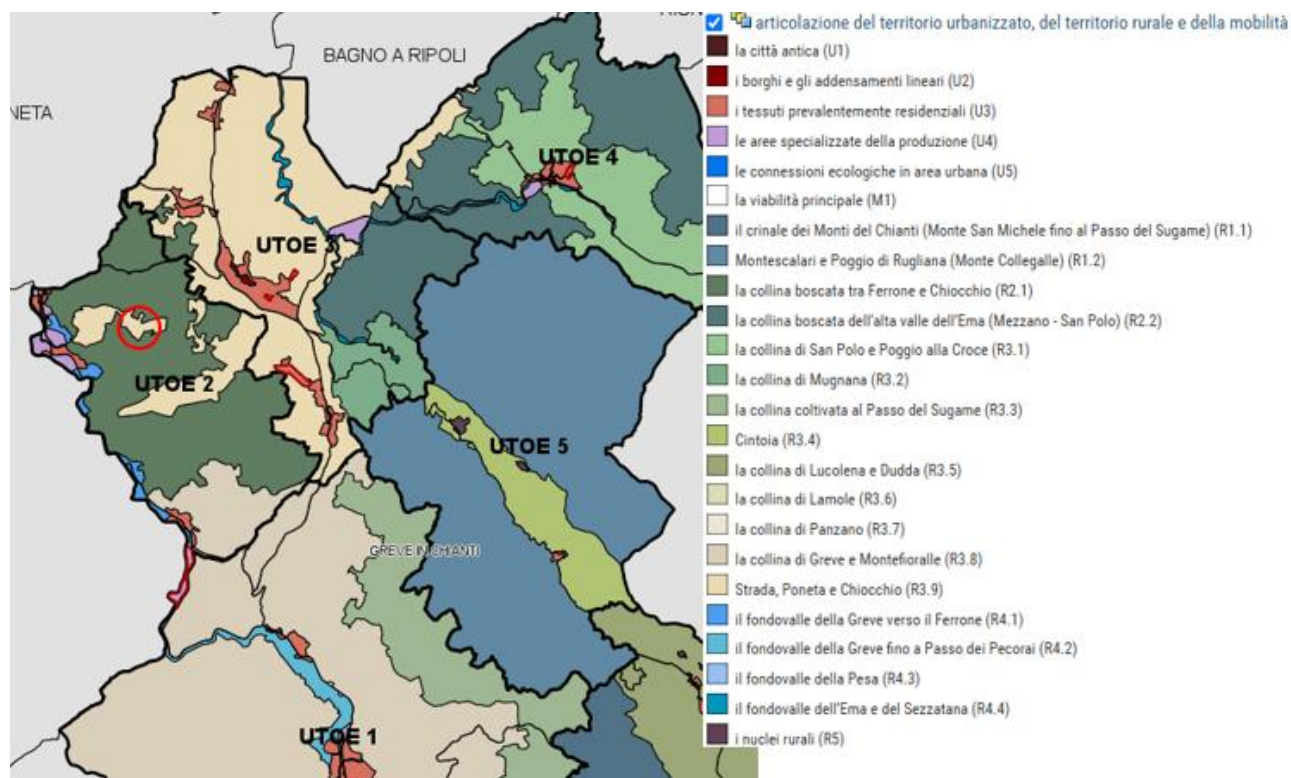 BAGNO A RIPOLI
NETA
UTOE 4
UTOE 3
UTOE 2
UTOE 5
GREVE IN CHIANTI
UTOE 1
articolazione del territorio urbanizzato, del territorio rurale e della mobilità
la città antica (U1)
i borghi e gli addensamenti lineari (U2)
i tessuti prevalentemente residenziali (U3)
le aree specializzate della produzione (U4)
le connessioni ecologiche in area urbana (U5)
la viabilità principale (M1)
il crinale dei Monti del Chianti (Monte San Michele fino al Passo del Sugame) (R1.1)
Montescalari e Poggio di Rugliana (Monte Collegalle) (R1.2)
la collina boscata tra Ferrone e Chiocchio (R2.1)
la collina boscata dell'alta valle dell'Ema (Mezzano - San Polo) (R2.2)
la collina di San Polo e Poggio alla Croce (R3.1)
la collina di Mugnana (R3.2)
la collina coltivata al Passo del Sugame (R3.3)
Cintoia (R3.4)
la collina di Lucolena e Dudda (R3.5)
la collina di Lamole (R3.6)
la collina di Panzano (R3.7)
la collina di Greve e Montefioralle (R3.8)
Strada, Poneta e Chiocchio (R3.9)
il fondovalle della Greve verso il Ferrone (R4.1)
il fondovalle della Greve fino a Passo dei Pecorai (R4.2)
il fondovalle della Pesa (R4.3)
il fondovalle dell'Ema e del Sezzatana (R4.4)
i nuclei rurali (R5)